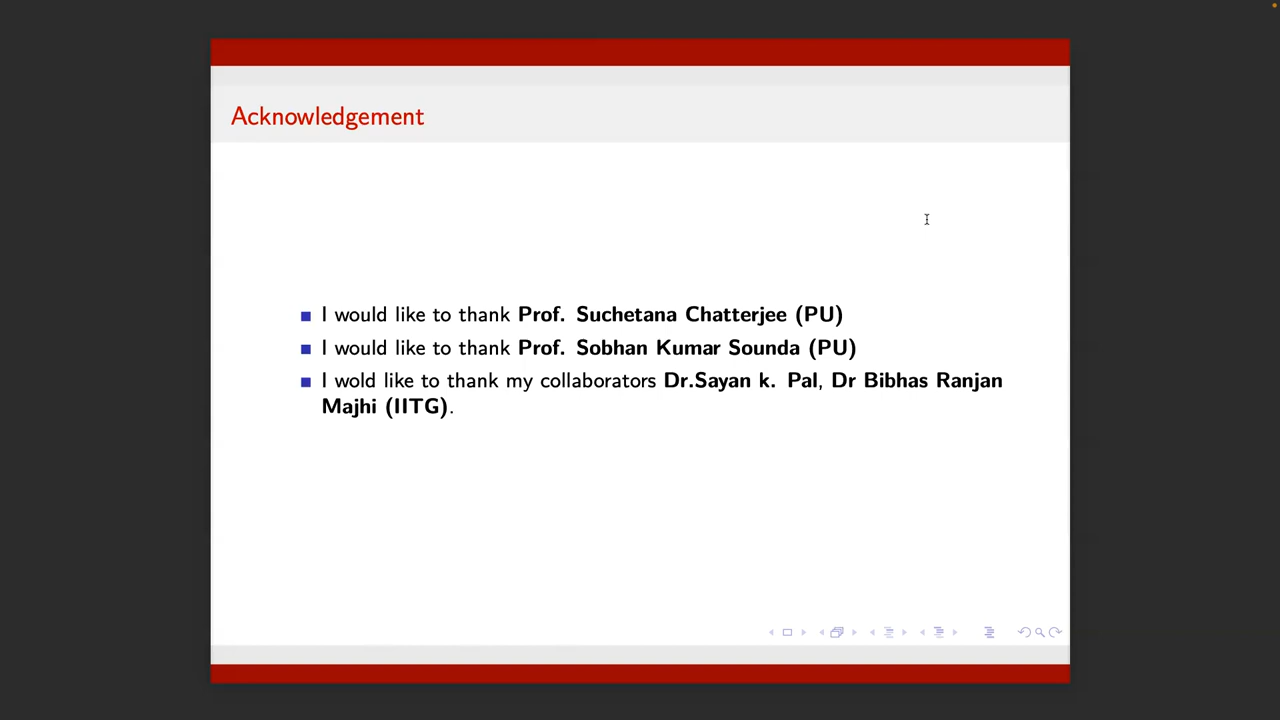 Acknowledgement
I would like to thank Prof. Suchetana Chatterjee (PU)
I would like to thank Prof. Sobhan Kumar Sounda (PU)
I wold like to thank my collaborators Dr.Sayan k. Pal, Dr Bibhas Ranjan
Majhi (IITG).